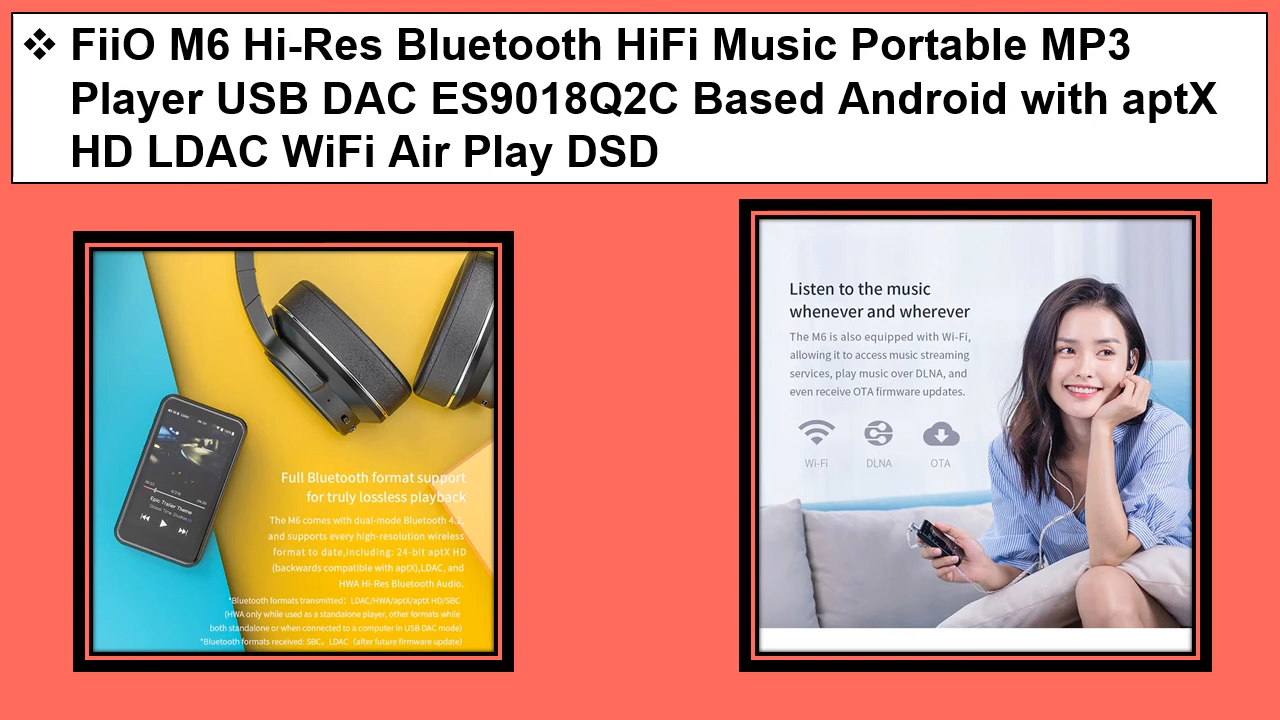 ❖ FiiO M6 Hi-Res Bluetooth HiFi Music Portable MP3
Player USB DAC ES9018Q2C Based Android with aptX
HD LDAC WiFi Air Play DSD
Epic Trailer Theme
Full Bluetooth format support
for truly lossless playback
The M6 comes with dual-mode Bluetooth 4.2,
and supports every high-resolution wireless
format to date,including: 24-bit aptX HD
(backwards compatible with aptX),LDAC, and
HWA Hi-Res Bluetooth Audio.
*Bluetooth formats transmitted: LDAC/HWA/aptX/aptX HD/SBC
(HWA only while used as a standalone player, other formats while
both standalone or when connected to a computer in USB DAC mode)
*Bluetooth formats received: SBC、LDAC (after future firmware update)
Listen to the music
whenever and wherever
The M6 is also equipped with Wi-Fi,
allowing it to access music streaming
services, play music over DLNA, and
even receive OTA firmware updates.
Wi-Fi DLNA OTA